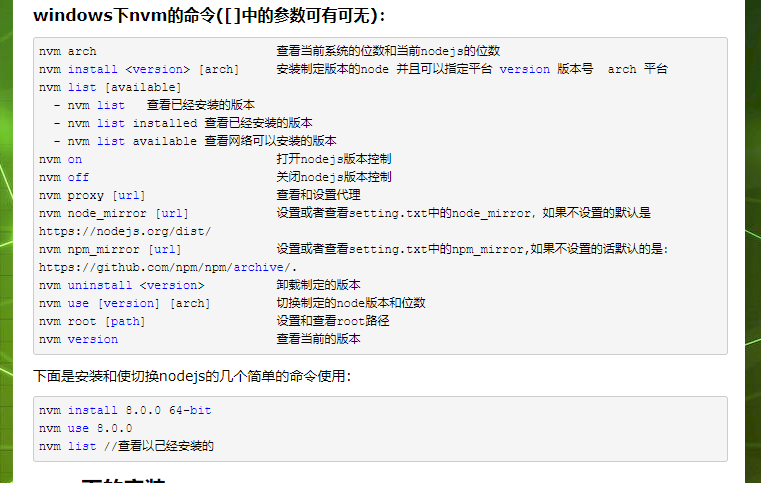 windows下nvm的命令([]中的参数可有可无)：
nvm arch 查看当前系统的位数和当前nodejs的位数
nvm install <version> [arch] 安装制定版本的node 并且可以指定平台 version 版本号 arch 平台
nvm list [available]
- nvm list 查看已经安装的版本
- nvm list installed 查看已经安装的版本
- nvm list available 查看网络可以安装的版本
nvm on 打开nodejs版本控制
nvm off 关闭nodejs版本控制
nvm proxy [url] 查看和设置代理
nvm node_mirror [url] 设置或者查看setting.txt中的node_mirror，如果不设置的默认是
https://nodejs.org/dist/
nvm npm_mirror [url] 设置或者查看setting.txt中的npm_mirror,如果不设置的话默认的是：
https://github.com/npm/npm/archive/.
nvm uninstall <version> 卸载制定的版本
nvm use [version] [arch] 切换制定的node版本和位数
nvm root [path] 设置和查看root路径
nvm version 查看当前的版本
下面是安装和使切换nodejs的几个简单的命令使用：
nvm install 8.0.0 64-bit
nvm use 8.0.0
nvm list //查看以己经安装的